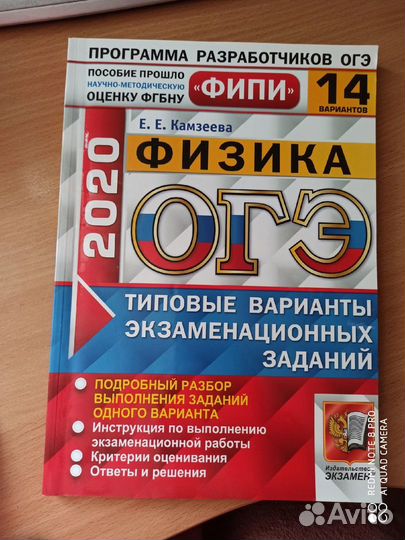 ПРОГРАММА РАЗРАБОТЧИКОВ ОГЭ
ПОСОБИЕ ПРОШЛО
НАУЧНО-МЕТОДИЧЕСКУЮ
ОЦЕНКУ ФГБНУ
«ФИПИ»
14
ВАРИАНТОВ
Е. Е. Камзеева
ФИЗИКА
2020
ОГЭ
ТИПОВЫЕ ВАРИАНТЫ
ЭКЗАМЕНАЦИОННЫХ
ЗАДАНИЙ
ПОДРОБНЫЙ РАЗБОР
ВЫПОЛНЕНИЯ ЗАДАНИЙ
ОДНОГО ВАРИАНТА
Инструкция по выполнению
экзаменационной работы
Критерии оценивания
Ответы и решения
Издательство
ЭКЗАМЕН
REDMI NOTE 8 PRO
AI QUAD CAMERA
Avito